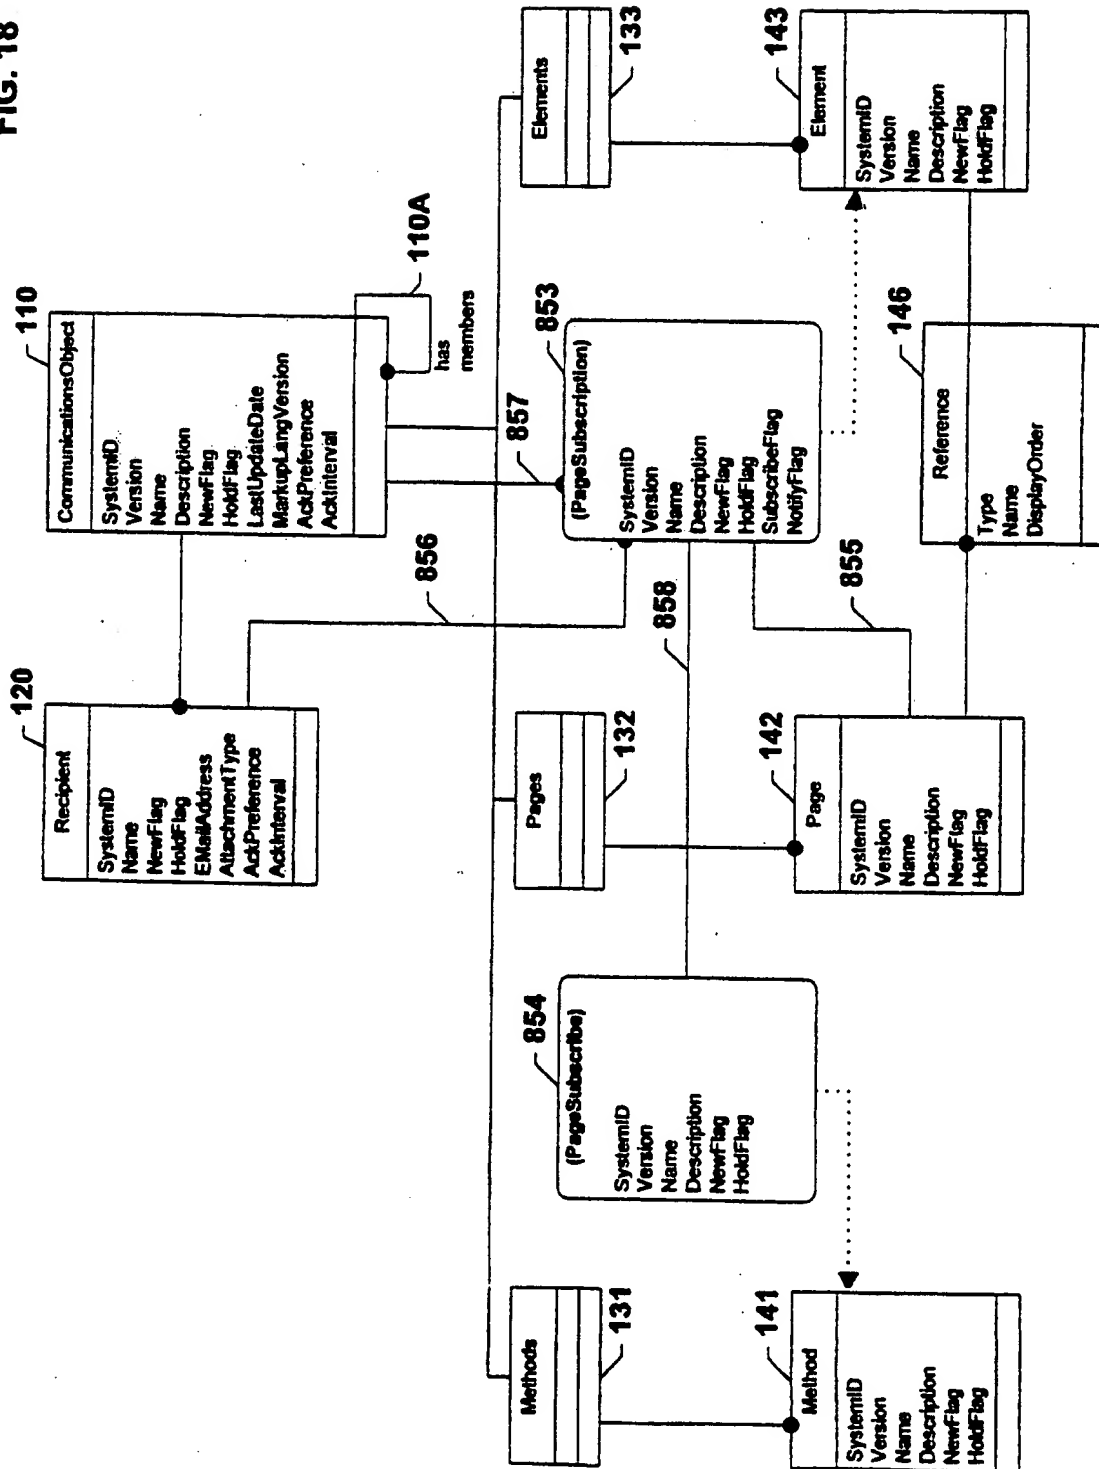 FIG. 18
110
CommunicationsObject
SystemID
Version
Name
Description
NewFlag
HoldFlag
LastUpdateDate
MarkupLangVersion
AckPreference
AckInterval
110A
has
members
120
Recipient
SystemID
Name
NewFlag
HoldFlag
EMailAddress
AttachmentType
AckPreference
AckInterval
856
857
Methods
131
Pages
132
Elements
133
854
(PageSubscribe)
SystemID
Version
Name
Description
NewFlag
HoldFlag
858
853
(PageSubscription)
SystemID
Version
Name
Description
NewFlag
HoldFlag
SubscribeFlag
NotifyFlag
855
141
Method
SystemID
Version
Name
Description
NewFlag
HoldFlag
142
Page
SystemID
Version
Name
Description
NewFlag
HoldFlag
146
Reference
Type
Name
DisplayOrder
143
Element
SystemID
Version
Name
Description
NewFlag
HoldFlag